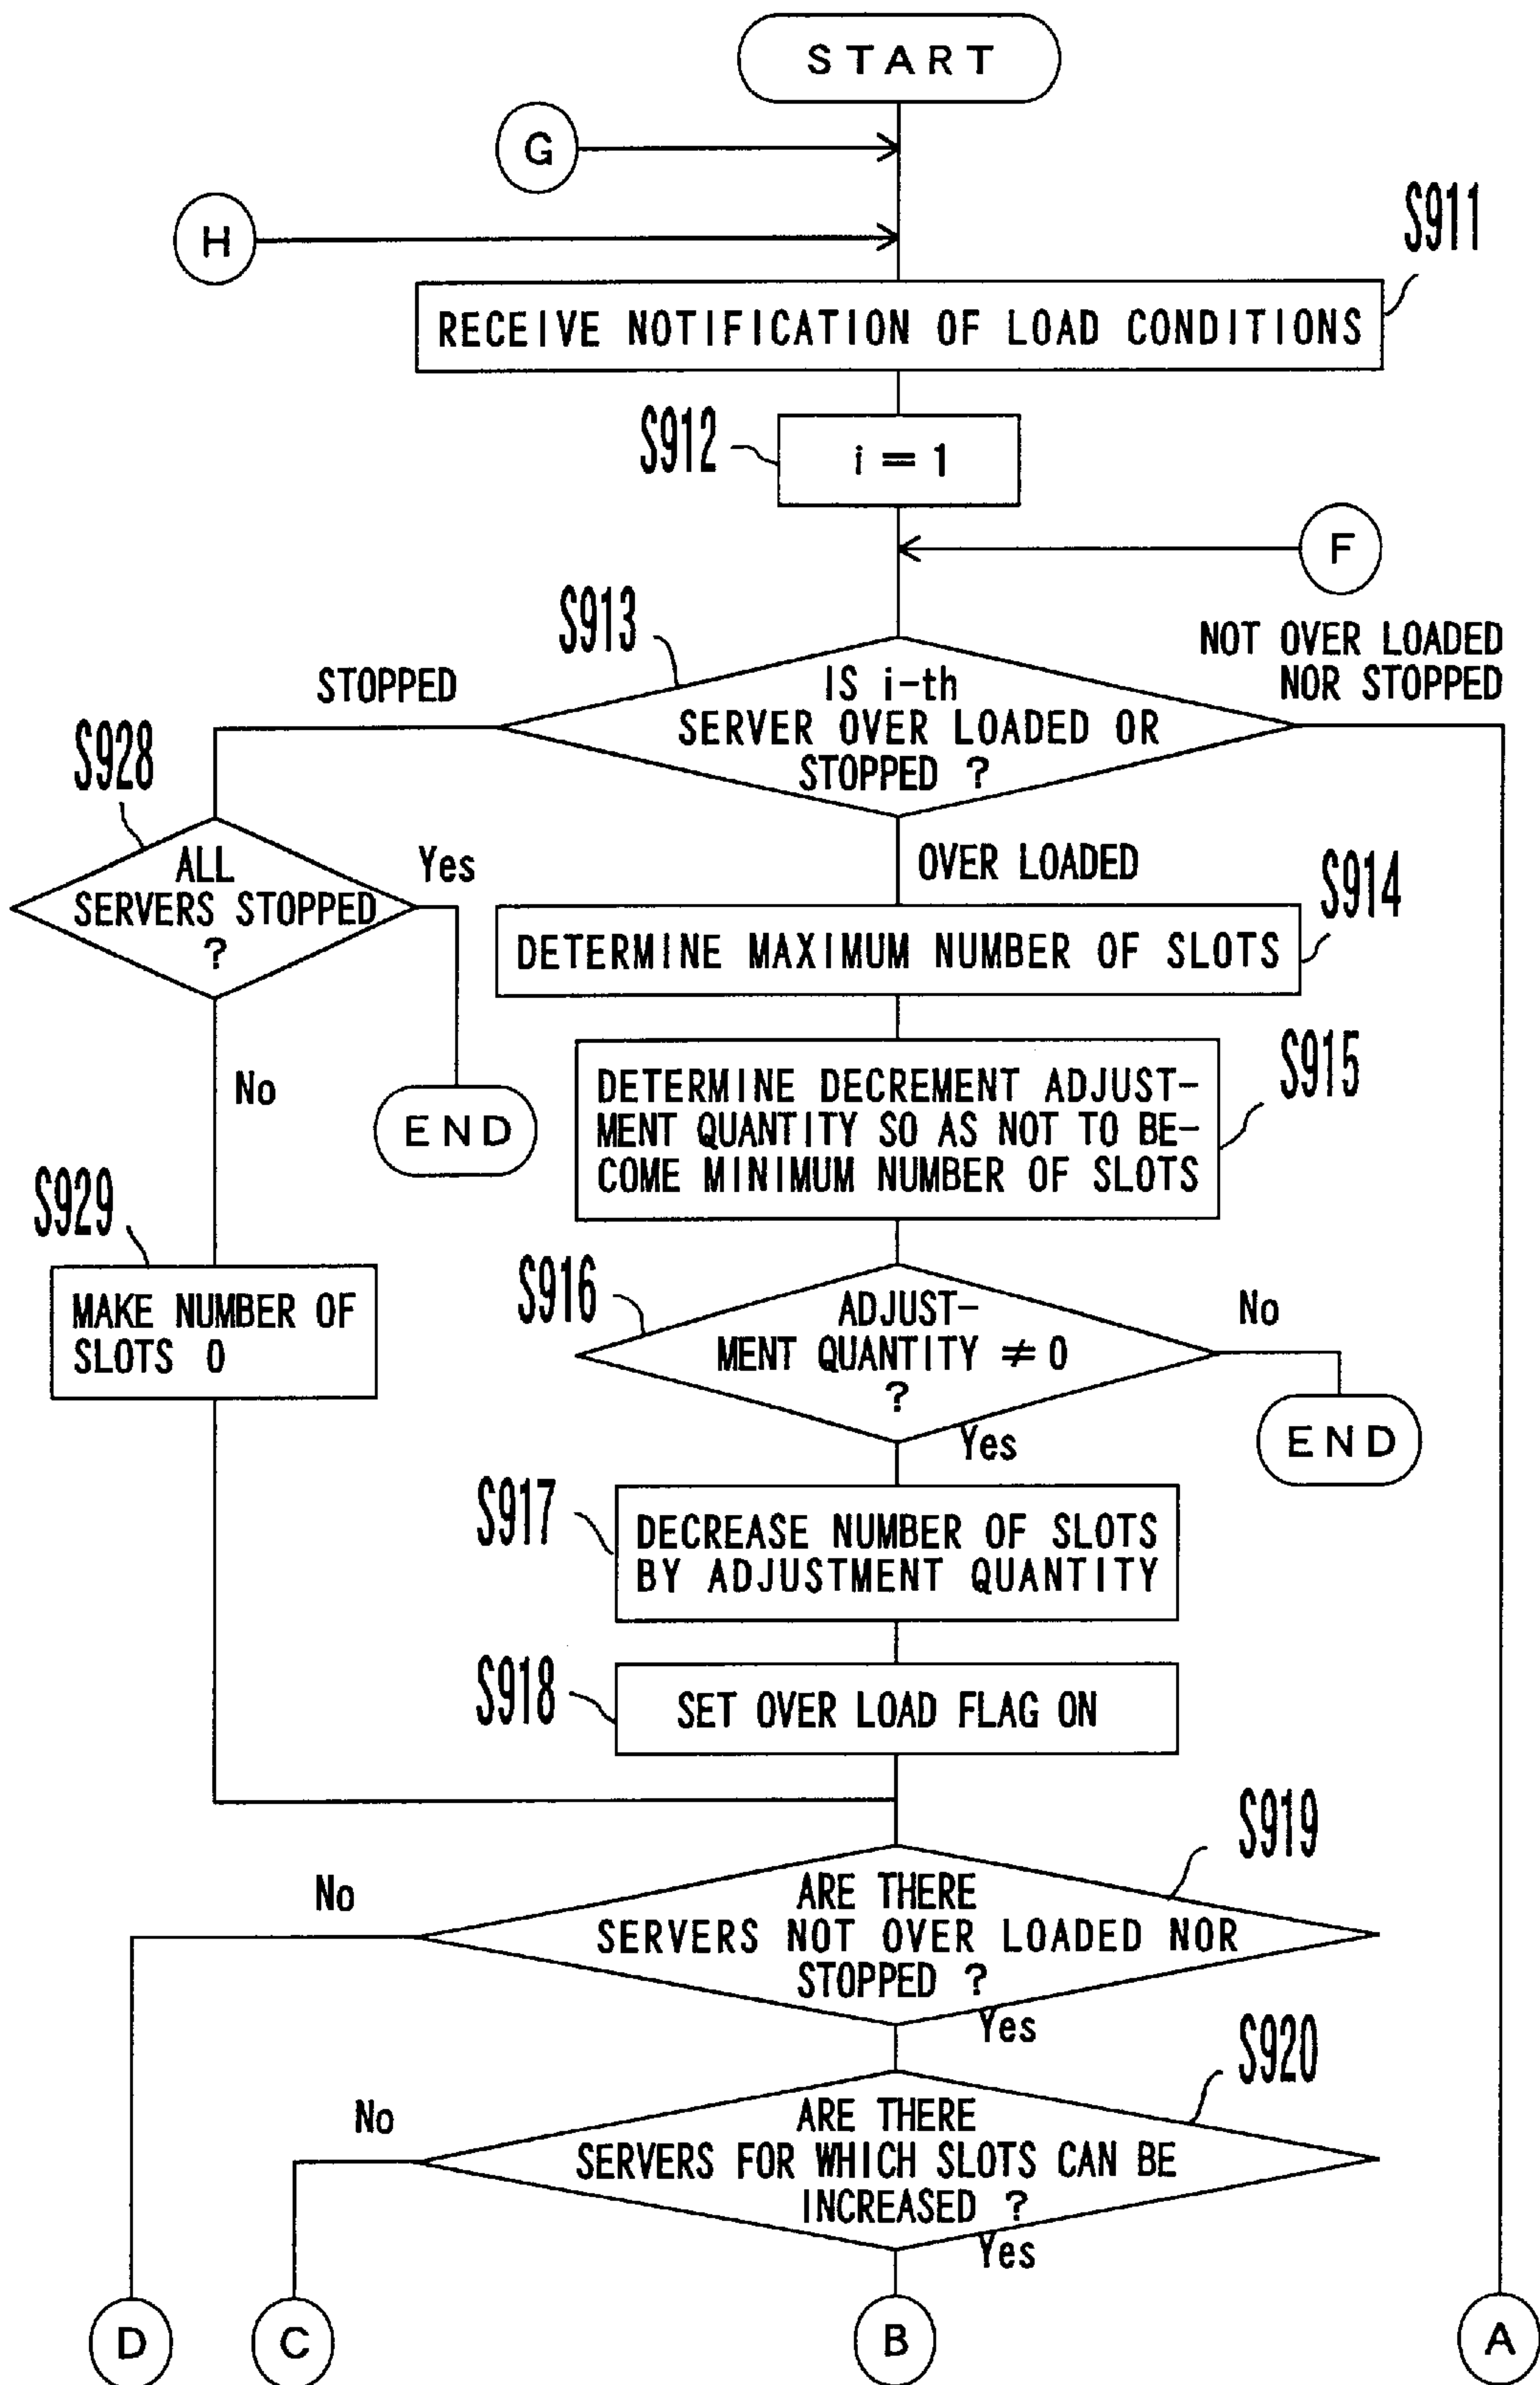 START
G
H
S911
RECEIVE NOTIFICATION OF LOAD CONDITIONS
S912
i = 1
F
S913
NOT OVER LOADED
NOR STOPPED
STOPPED
IS i-th
SERVER OVER LOADED OR
STOPPED ?
S928
ALL
SERVERS STOPPED
?
Yes
OVER LOADED
S914
DETERMINE MAXIMUM NUMBER OF SLOTS
No
END
S915
DETERMINE DECREMENT ADJUST-
MENT QUANTITY SO AS NOT TO BE-
COME MINIMUM NUMBER OF SLOTS
S929
MAKE NUMBER OF
SLOTS 0
S916
ADJUST-
MENT QUANTITY ≠ 0
?
No
END
Yes
S917
DECREASE NUMBER OF SLOTS
BY ADJUSTMENT QUANTITY
S918
SET OVER LOAD FLAG ON
S919
No
ARE THERE
SERVERS NOT OVER LOADED NOR
STOPPED ?
Yes
S920
No
ARE THERE
SERVERS FOR WHICH SLOTS CAN BE
INCREASED ?
Yes
D
C
B
A